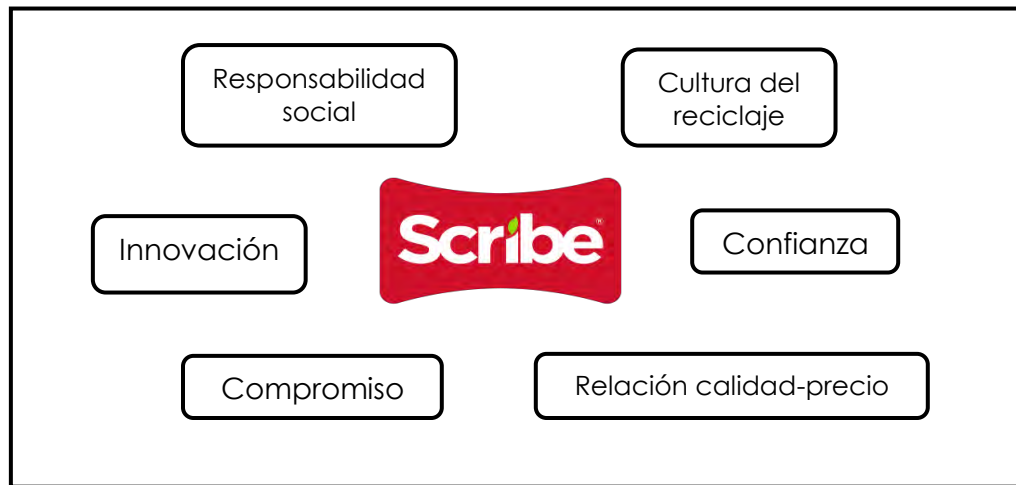 Responsabilidad
social
Cultura del
reciclaje
Innovación
Scribe®
Confianza
Compromiso
Relación calidad-precio